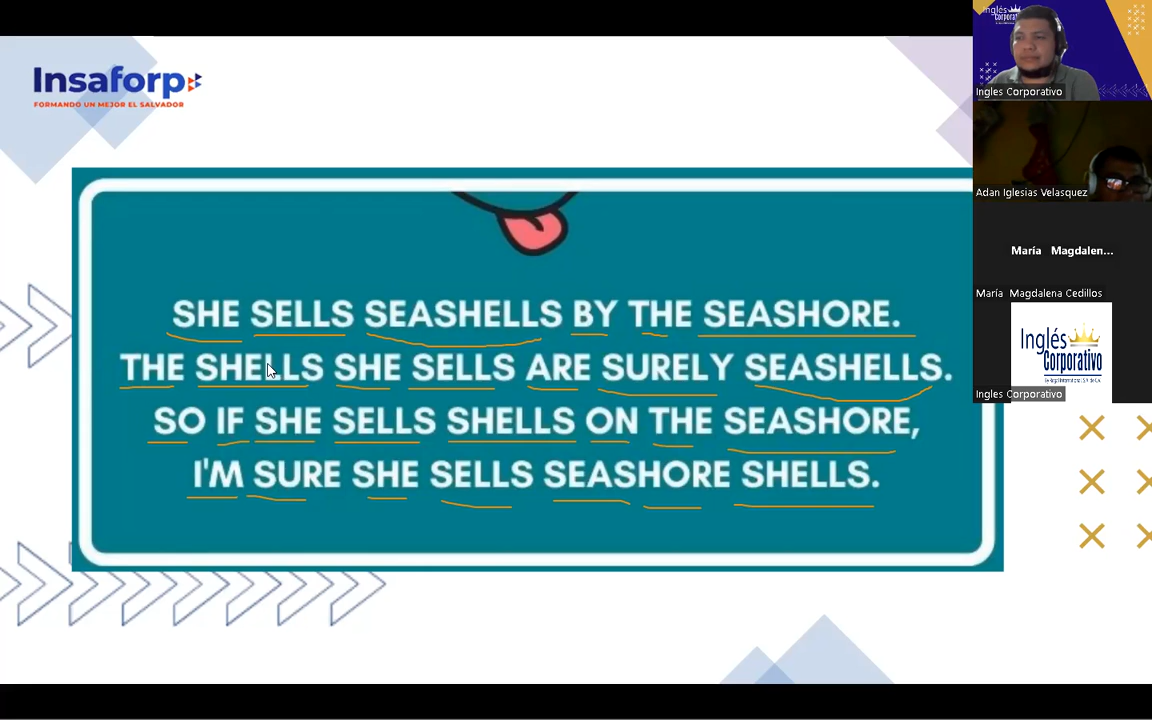 Insaforp
FORMANDO UN MEJOR EL SALVADOR
SHE SELLS SEASHELLS BY THE SEASHORE.
THE SHELLS SHE SELLS ARE SURELY SEASHELLS.
SO IF SHE SELLS SHELLS ON THE SEASHORE,
I'M SURE SHE SELLS SEASHORE SHELLS.
Inglés
Corporativo
Ingles Corporativo
Adan Iglesias Velasquez
María Magdalen...
María Magdalena Cedillos
Inglés
Corporativo
Ingles Corporativo